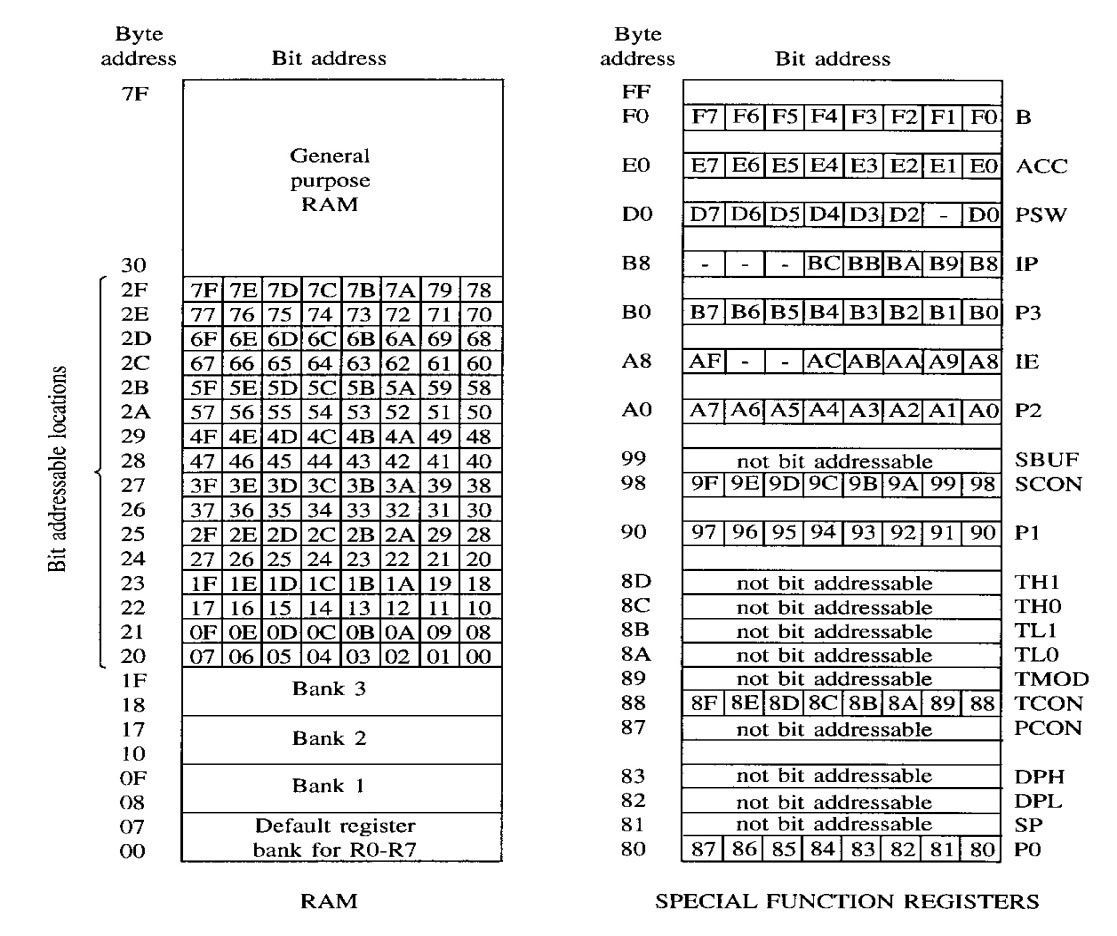 Byte address Bit address
7F
General purpose RAM
30
Bit addressable locations
2F 7F 7E 7D 7C 7B 7A 79 78
2E 77 76 75 74 73 72 71 70
2D 6F 6E 6D 6C 6B 6A 69 68
2C 67 66 65 64 63 62 61 60
2B 5F 5E 5D 5C 5B 5A 59 58
2A 57 56 55 54 53 52 51 50
29 4F 4E 4D 4C 4B 4A 49 48
28 47 46 45 44 43 42 41 40
27 3F 3E 3D 3C 3B 3A 39 38
26 37 36 35 34 33 32 31 30
25 2F 2E 2D 2C 2B 2A 29 28
24 27 26 25 24 23 22 21 20
23 1F 1E 1D 1C 1B 1A 19 18
22 17 16 15 14 13 12 11 10
21 0F 0E 0D 0C 0B 0A 09 08
20 07 06 05 04 03 02 01 00
1F
Bank 3
18
17
Bank 2
10
0F
Bank 1
08
07 Default register
00 bank for R0-R7
RAM
Byte address Bit address
FF
F0 F7 F6 F5 F4 F3 F2 F1 F0 B
E0 E7 E6 E5 E4 E3 E2 E1 E0 ACC
D0 D7 D6 D5 D4 D3 D2 - D0 PSW
B8 - - - BC BB BA B9 B8 IP
B0 B7 B6 B5 B4 B3 B2 B1 B0 P3
A8 AF - - AC AB AA A9 A8 IE
A0 A7 A6 A5 A4 A3 A2 A1 A0 P2
99 not bit addressable SBUF
98 9F 9E 9D 9C 9B 9A 99 98 SCON
90 97 96 95 94 93 92 91 90 P1
8D not bit addressable TH1
8C not bit addressable TH0
8B not bit addressable TL1
8A not bit addressable TL0
89 not bit addressable TMOD
88 8F 8E 8D 8C 8B 8A 89 88 TCON
87 not bit addressable PCON
83 not bit addressable DPH
82 not bit addressable DPL
81 not bit addressable SP
80 87 86 85 84 83 82 81 80 P0
SPECIAL FUNCTION REGISTERS